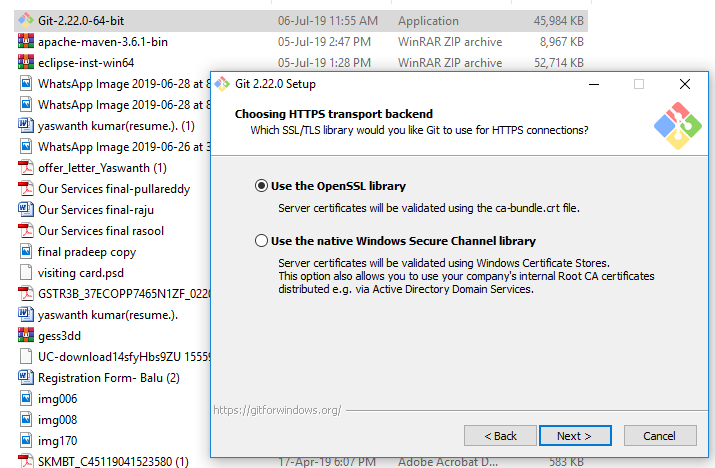 Git-2.22.0-64-bit 06-Jul-19 11:55 AM Application 45,984 KB
apache-maven-3.6.1-bin 05-Jul-19 2:47 PM WinRAR ZIP archive 8,967 KB
eclipse-inst-win64 05-Jul-19 1:28 PM WinRAR ZIP archive 52,714 KB
WhatsApp Image 2019-06-28 at 8
WhatsApp Image 2019-06-28 at 8
yaswanth kumar(resume.). (1)
WhatsApp Image 2019-06-26 at 3
offer_letter_Yaswanth (1)
Our Services final-pullareddy
Our Services final-raju
Our Services final rasool
final pradeep copy
visiting card.psd
GSTR3B_37ECOPP7465N1ZF_0220
yaswanth kumar(resume.).
gess3dd
UC-download14sfyHbs9ZU 15559
Registration Form- Balu (2)
img006
img008
img170
SKMBT_C45119041523580 (1) 17-Apr-19 6:07 PM Adobe Acrobat D... 583 KB
Git 2.22.0 Setup
Choosing HTTPS transport backend
Which SSL/TLS library would you like Git to use for HTTPS connections?
Use the OpenSSL library
Server certificates will be validated using the ca-bundle.crt file.
Use the native Windows Secure Channel library
Server certificates will be validated using Windows Certificate Stores.
This option also allows you to use your company's internal Root CA certificates
distributed e.g. via Active Directory Domain Services.
https://gitforwindows.org/
< Back Next > Cancel